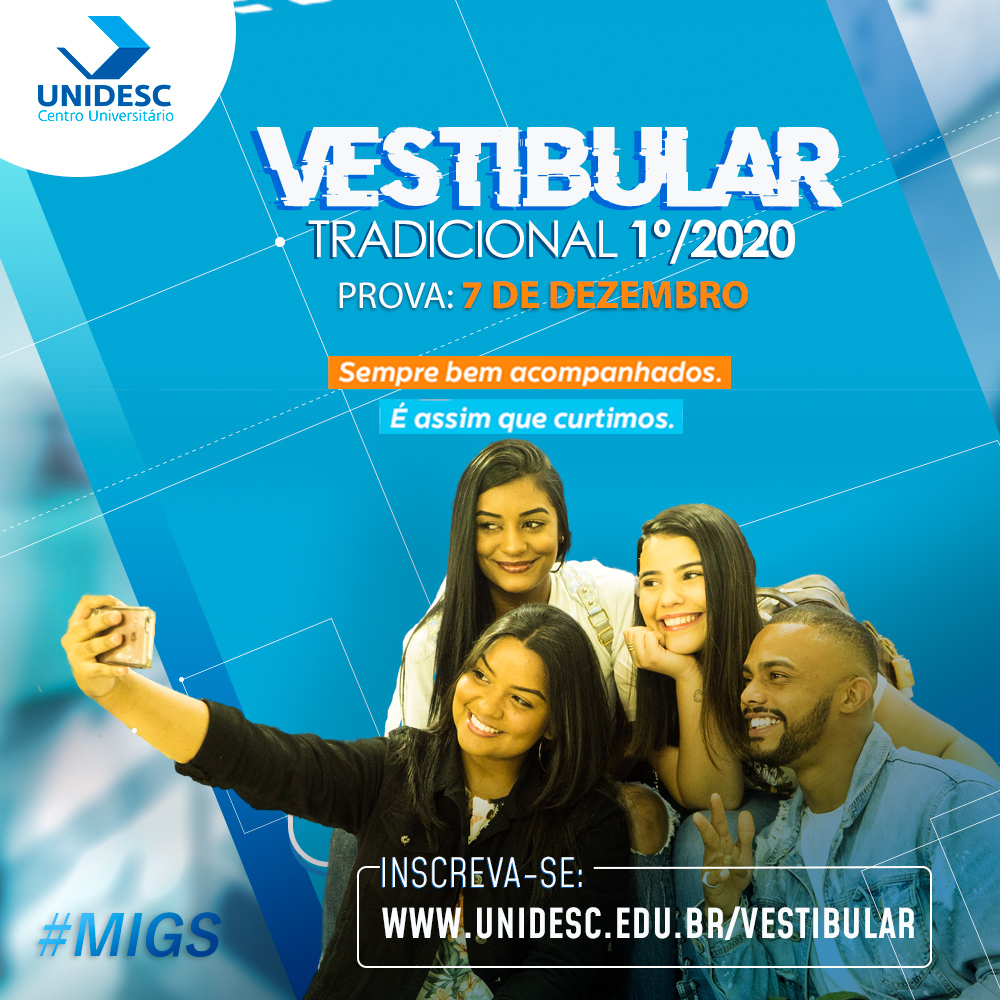 UNIDESC
Centro Universitário
VESTIBULAR
TRADICIONAL 1º/2020
PROVA: 7 DE DEZEMBRO
Sempre bem acompanhados.
É assim que curtimos.
INSCREVA-SE:
WWW.UNIDESC.EDU.BR/VESTIBULAR
#MIGS